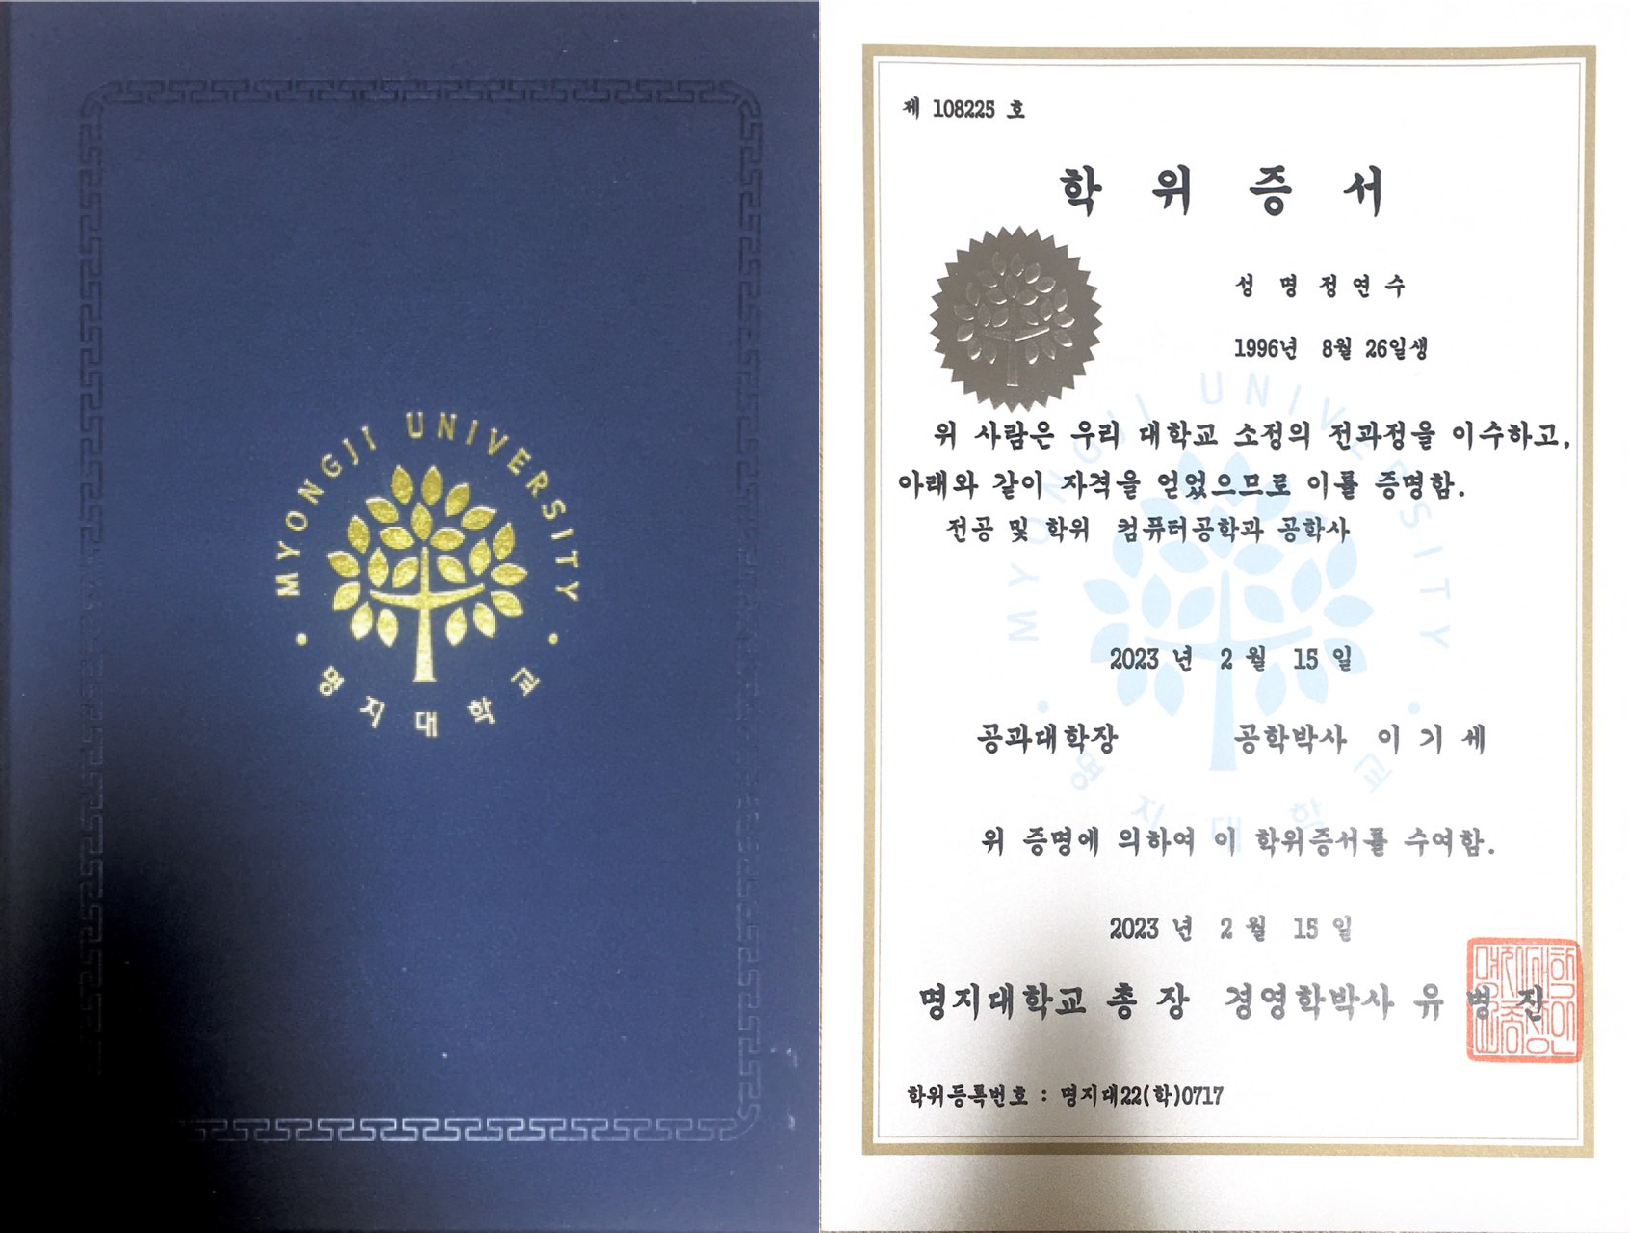 MYONGJI UNIVERSITY
명지대학교
제 108225 호
학 위 증 서
성 명 정 연 수
1996년 8월 26일생
위 사람은 우리 대학교 소정의 전과정을 이수하고,
아래와 같이 자격을 얻었으므로 이를 증명함.
전공 및 학위 컴퓨터공학과 공학사
2023 년 2 월 15 일
공과대학장 공학박사 이 기 세
위 증명에 의하여 이 학위증서를 수여함.
2023 년 2 월 15 일
명지대학교 총 장 경영학박사 유 병 진
학위등록번호 : 명지대22(학)0717
MYONGJI UNIVERSITY
명지대학교